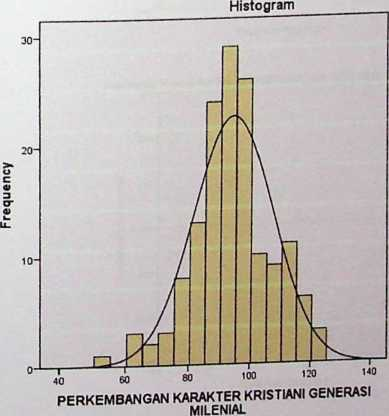 Histogram
30
20
10
0
Frequency
40 60 80 100 120 140
PERKEMBANGAN KARAKTER KRISTIANI GENERASI
MILENIAL